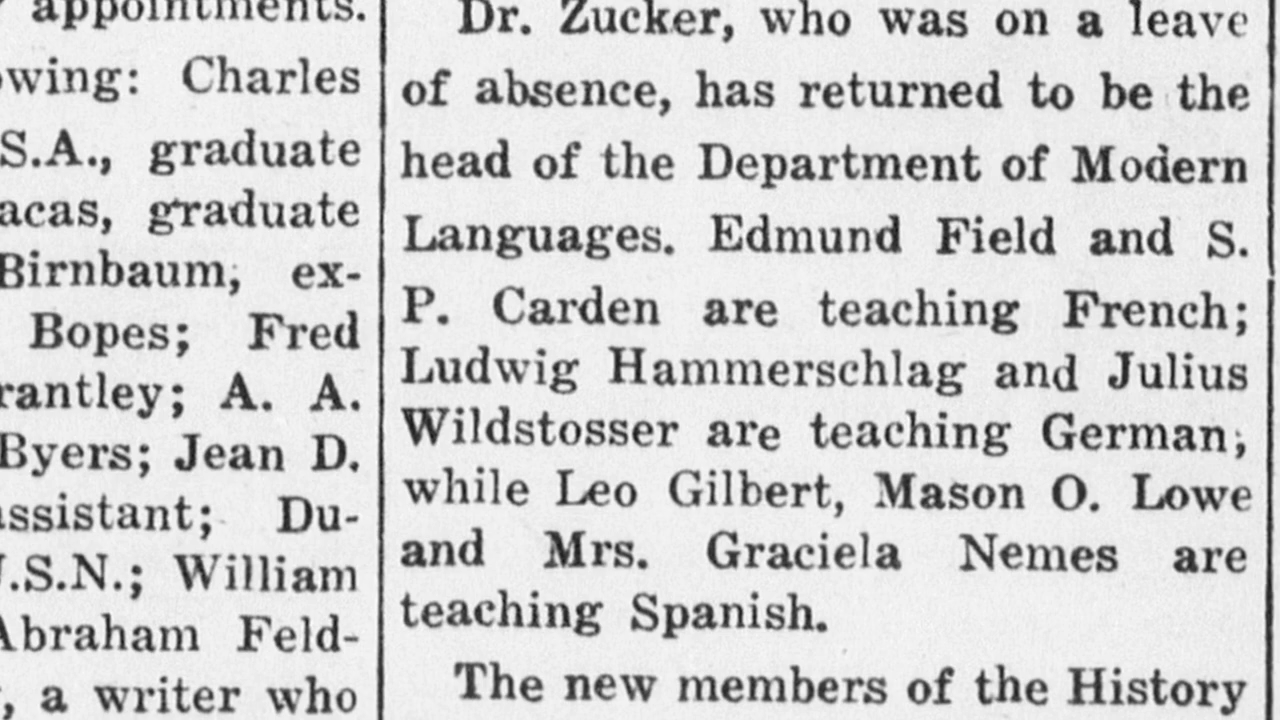 appointments.
owing: Charles
S.A., graduate
acas, graduate
Birnbaum, ex-
Bopes; Fred
rantley; A. A.
Byers; Jean D.
assistant; Du-
J.S.N.; William
Abraham Feld-
, a writer who
Dr. Zucker, who was on a leave
of absence, has returned to be the
head of the Department of Modern
Languages. Edmund Field and S.
P. Carden are teaching French;
Ludwig Hammerschlag and Julius
Wildstosser are teaching German;
while Leo Gilbert, Mason O. Lowe
and Mrs. Graciela Nemes are
teaching Spanish.
The new members of the History